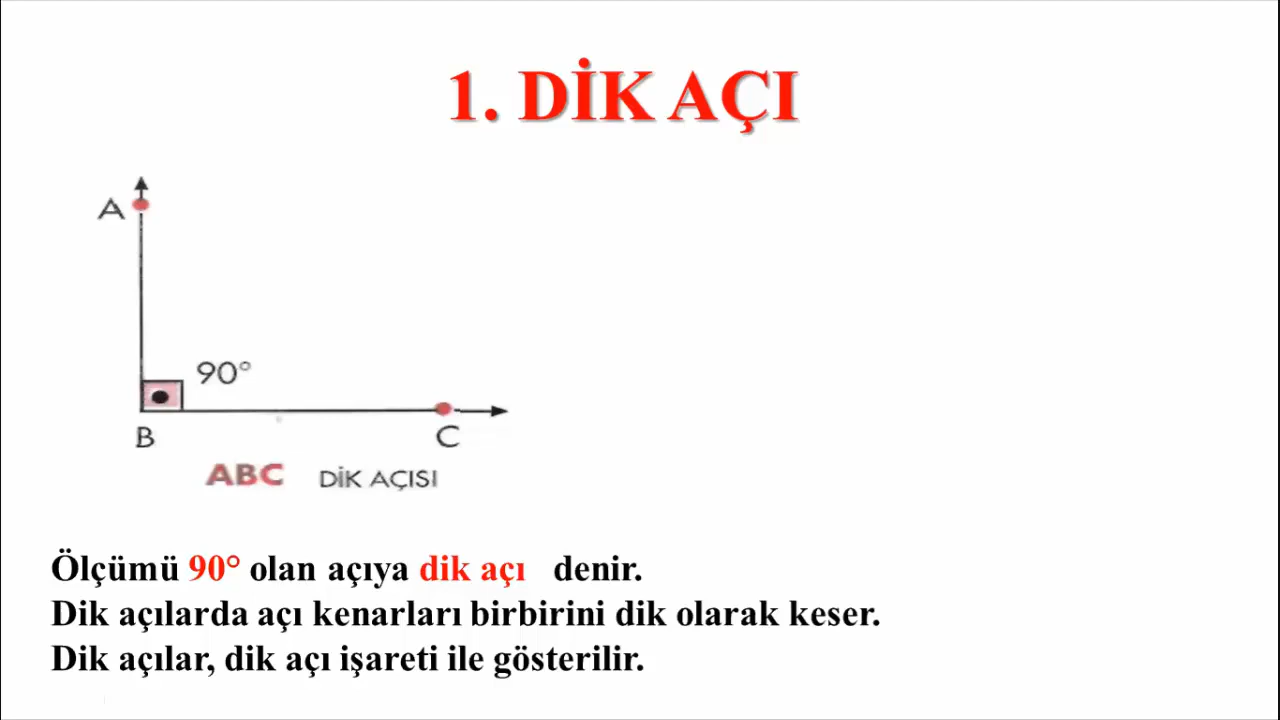 1. DİK AÇI
A
90°
B
C
ABC DİK AÇISI
Ölçümü 90° olan açıya dik açı denir.
Dik açılarda açı kenarları birbirini dik olarak keser.
Dik açılar, dik açı işareti ile gösterilir.